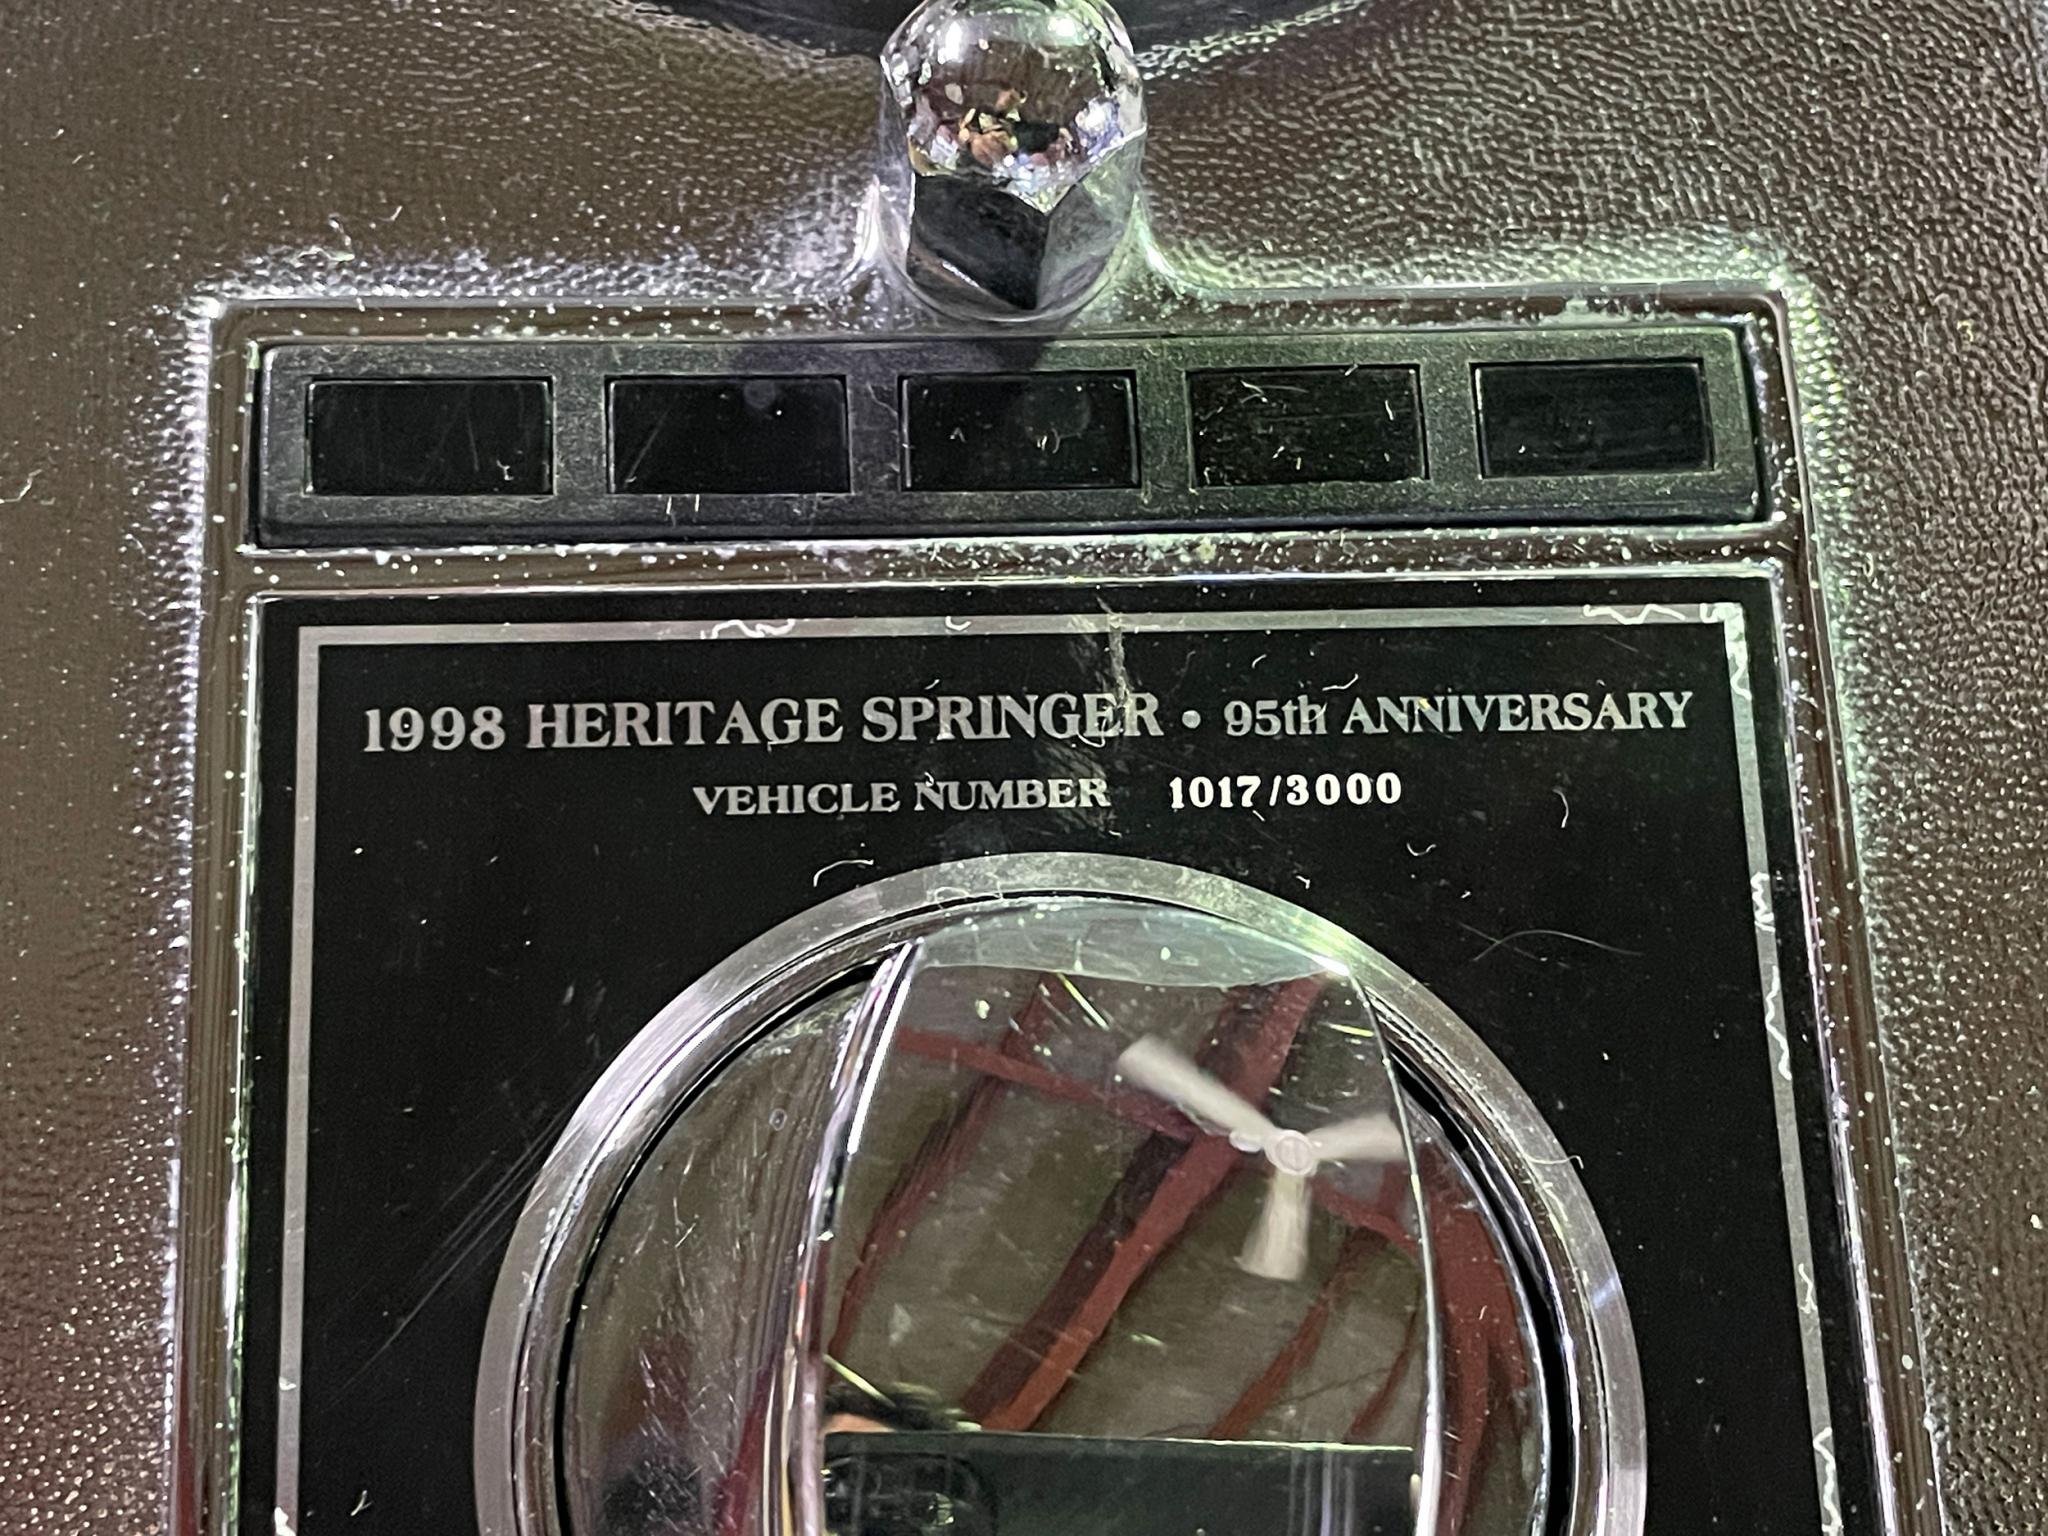 1998 HERITAGE SPRINGER • 95th ANNIVERSARY
VEHICLE NUMBER 1017/3000